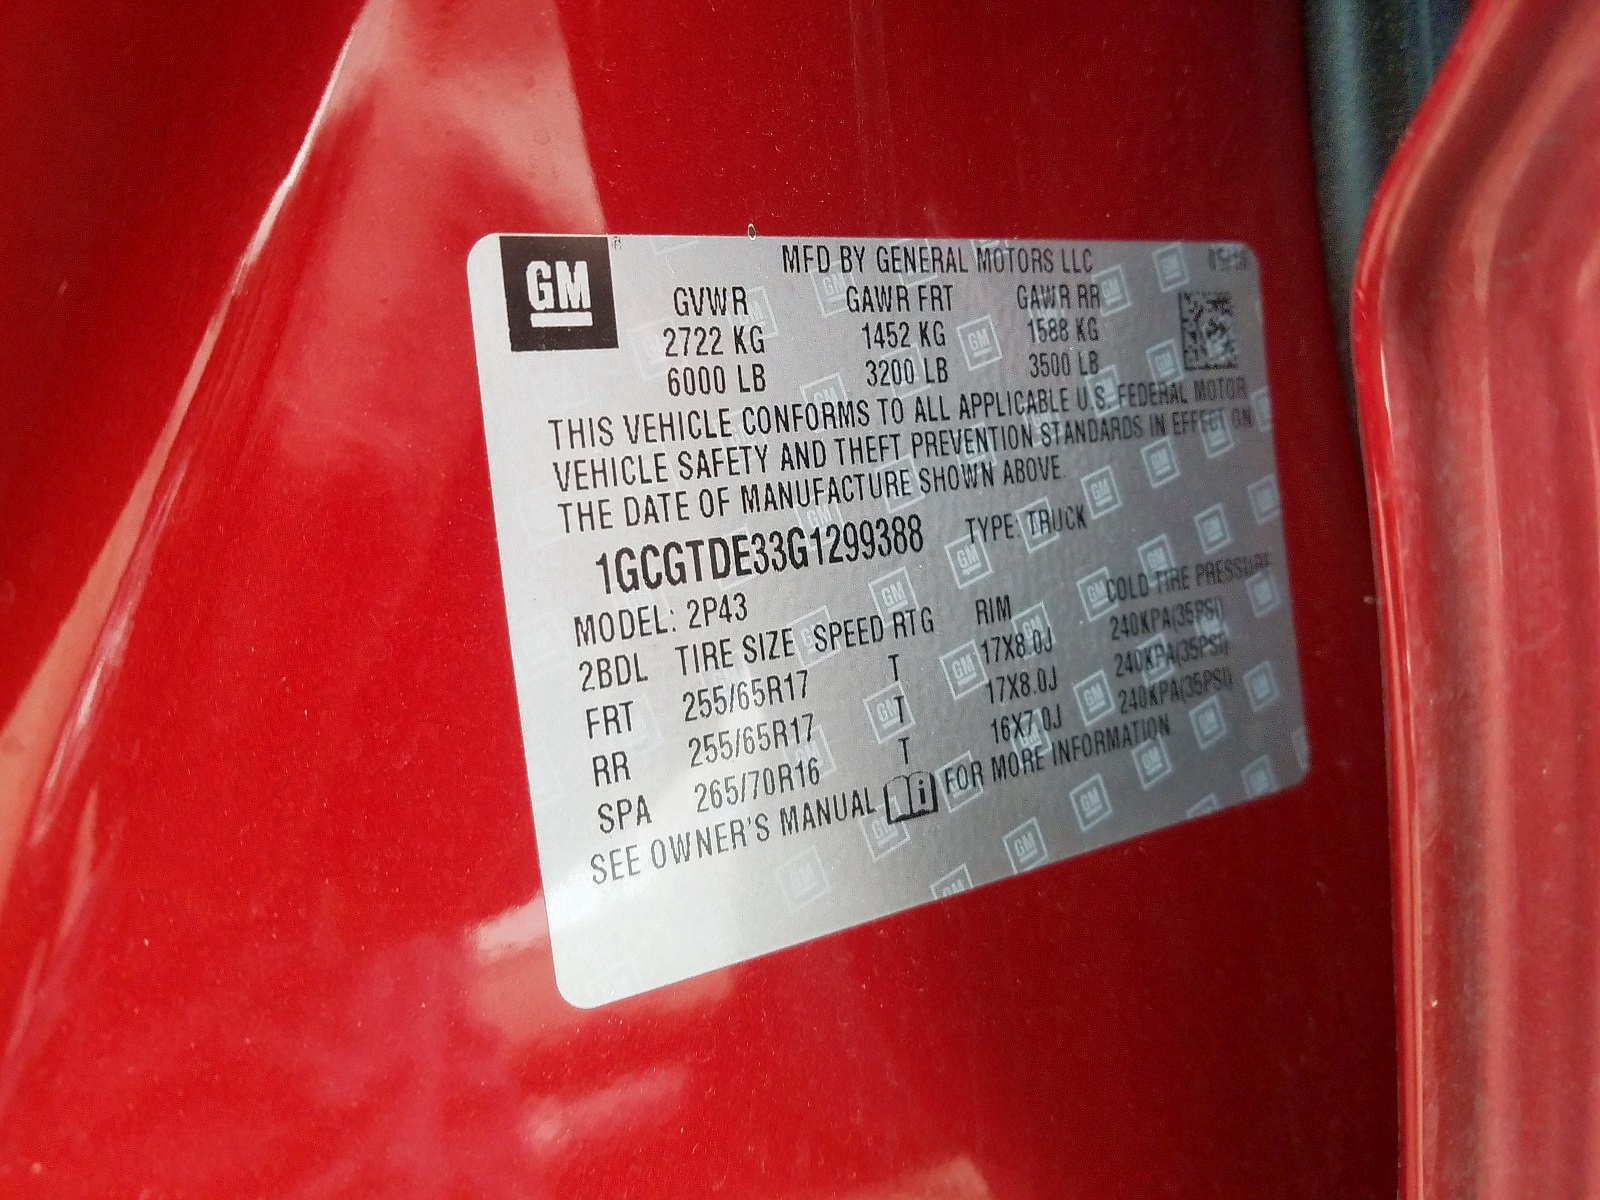 GM
MFD BY GENERAL MOTORS LLC
GVWR GAWR FRT GAWR RR
2722 KG 1452 KG 1588 KG
6000 LB 3200 LB 3500 LB
THIS VEHICLE CONFORMS TO ALL APPLICABLE U.S. FEDERAL MOTOR
VEHICLE SAFETY AND THEFT PREVENTION STANDARDS IN EFFECT ON
THE DATE OF MANUFACTURE SHOWN ABOVE.
1GCGTDE33G1299388 TYPE: TRUCK
MODEL: 2P43
2BDL TIRE SIZE SPEED RTG RIM COLD TIRE PRESSURE
FRT 255/65R17 T 17X8.0J 240KPA(35PSI)
RR 255/65R17 T 17X8.0J 240KPA(35PSI)
SPA 265/70R16 T 16X7.0J 240KPA(35PSI)
SEE OWNER'S MANUAL FOR MORE INFORMATION